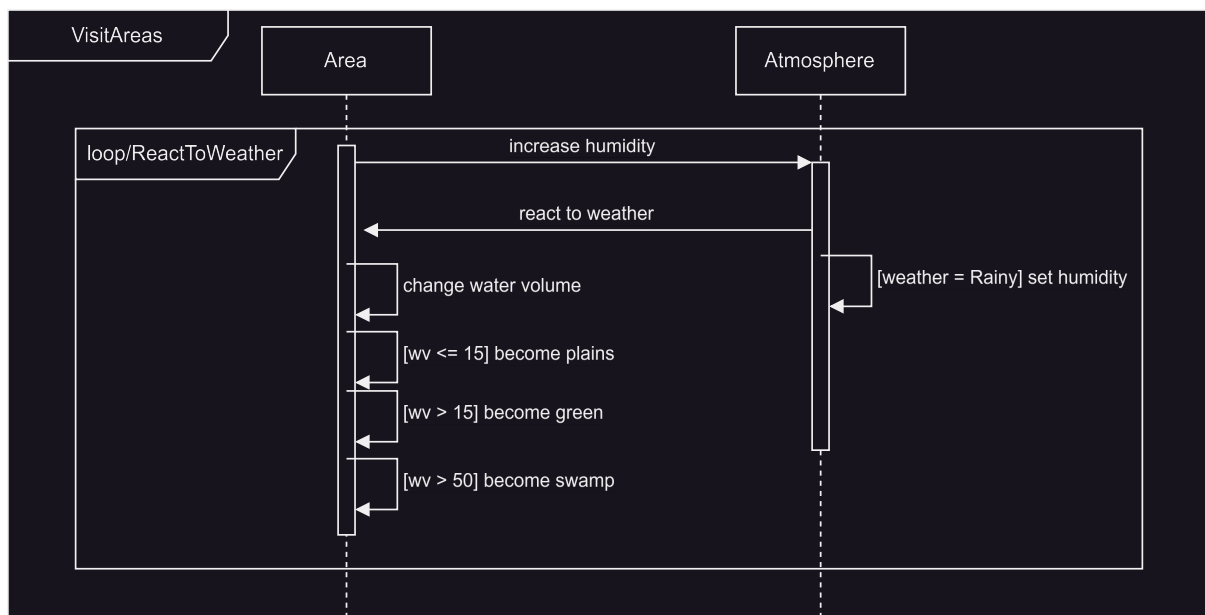 VisitAreas
Area
Atmosphere
loop/ReactToWeather
increase humidity
react to weather
[weather = Rainy] set humidity
change water volume
[wv <= 15] become plains
[wv > 15] become green
[wv > 50] become swamp